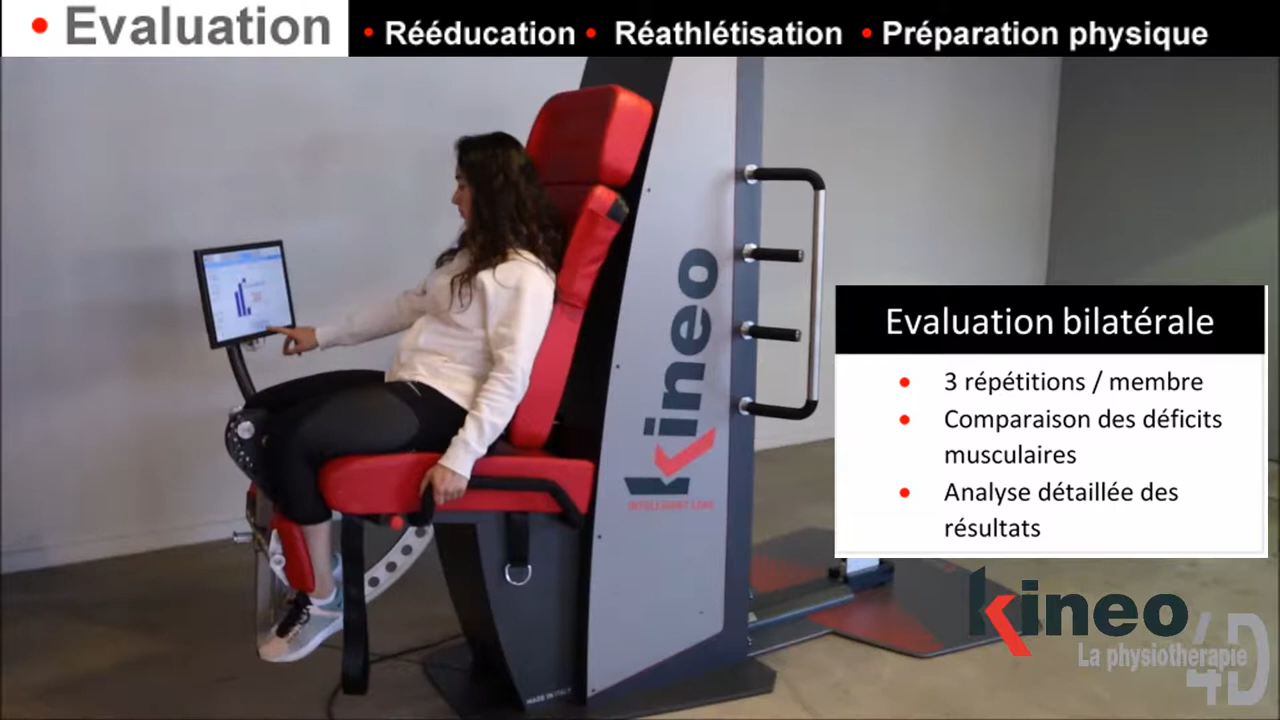 • Evaluation • Rééducation • Réathlétisation • Préparation physique
kineo
INTELLIGENT LOAD
MADE IN ITALY
Evaluation bilatérale
• 3 répétitions / membre
• Comparaison des déficits
musculaires
• Analyse détaillée des
résultats
kineo
La physiothérapie
4D